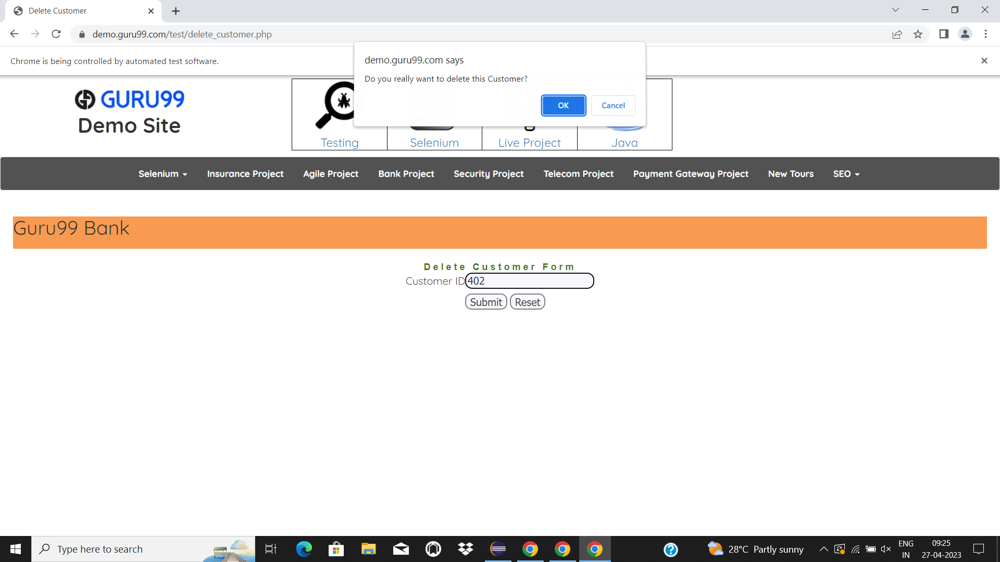 Delete Customer
demo.guru99.com/test/delete_customer.php
Chrome is being controlled by automated test software.
demo.guru99.com says
Do you really want to delete this Customer?
OK
Cancel
GURU99
Demo Site
Testing
Selenium
Live Project
Java
Selenium
Insurance Project
Agile Project
Bank Project
Security Project
Telecom Project
Payment Gateway Project
New Tours
SEO
Guru99 Bank
Delete Customer Form
Customer ID 402
Submit
Reset
Type here to search
28°C Partly sunny
ENG
IN
09:25
27-04-2023